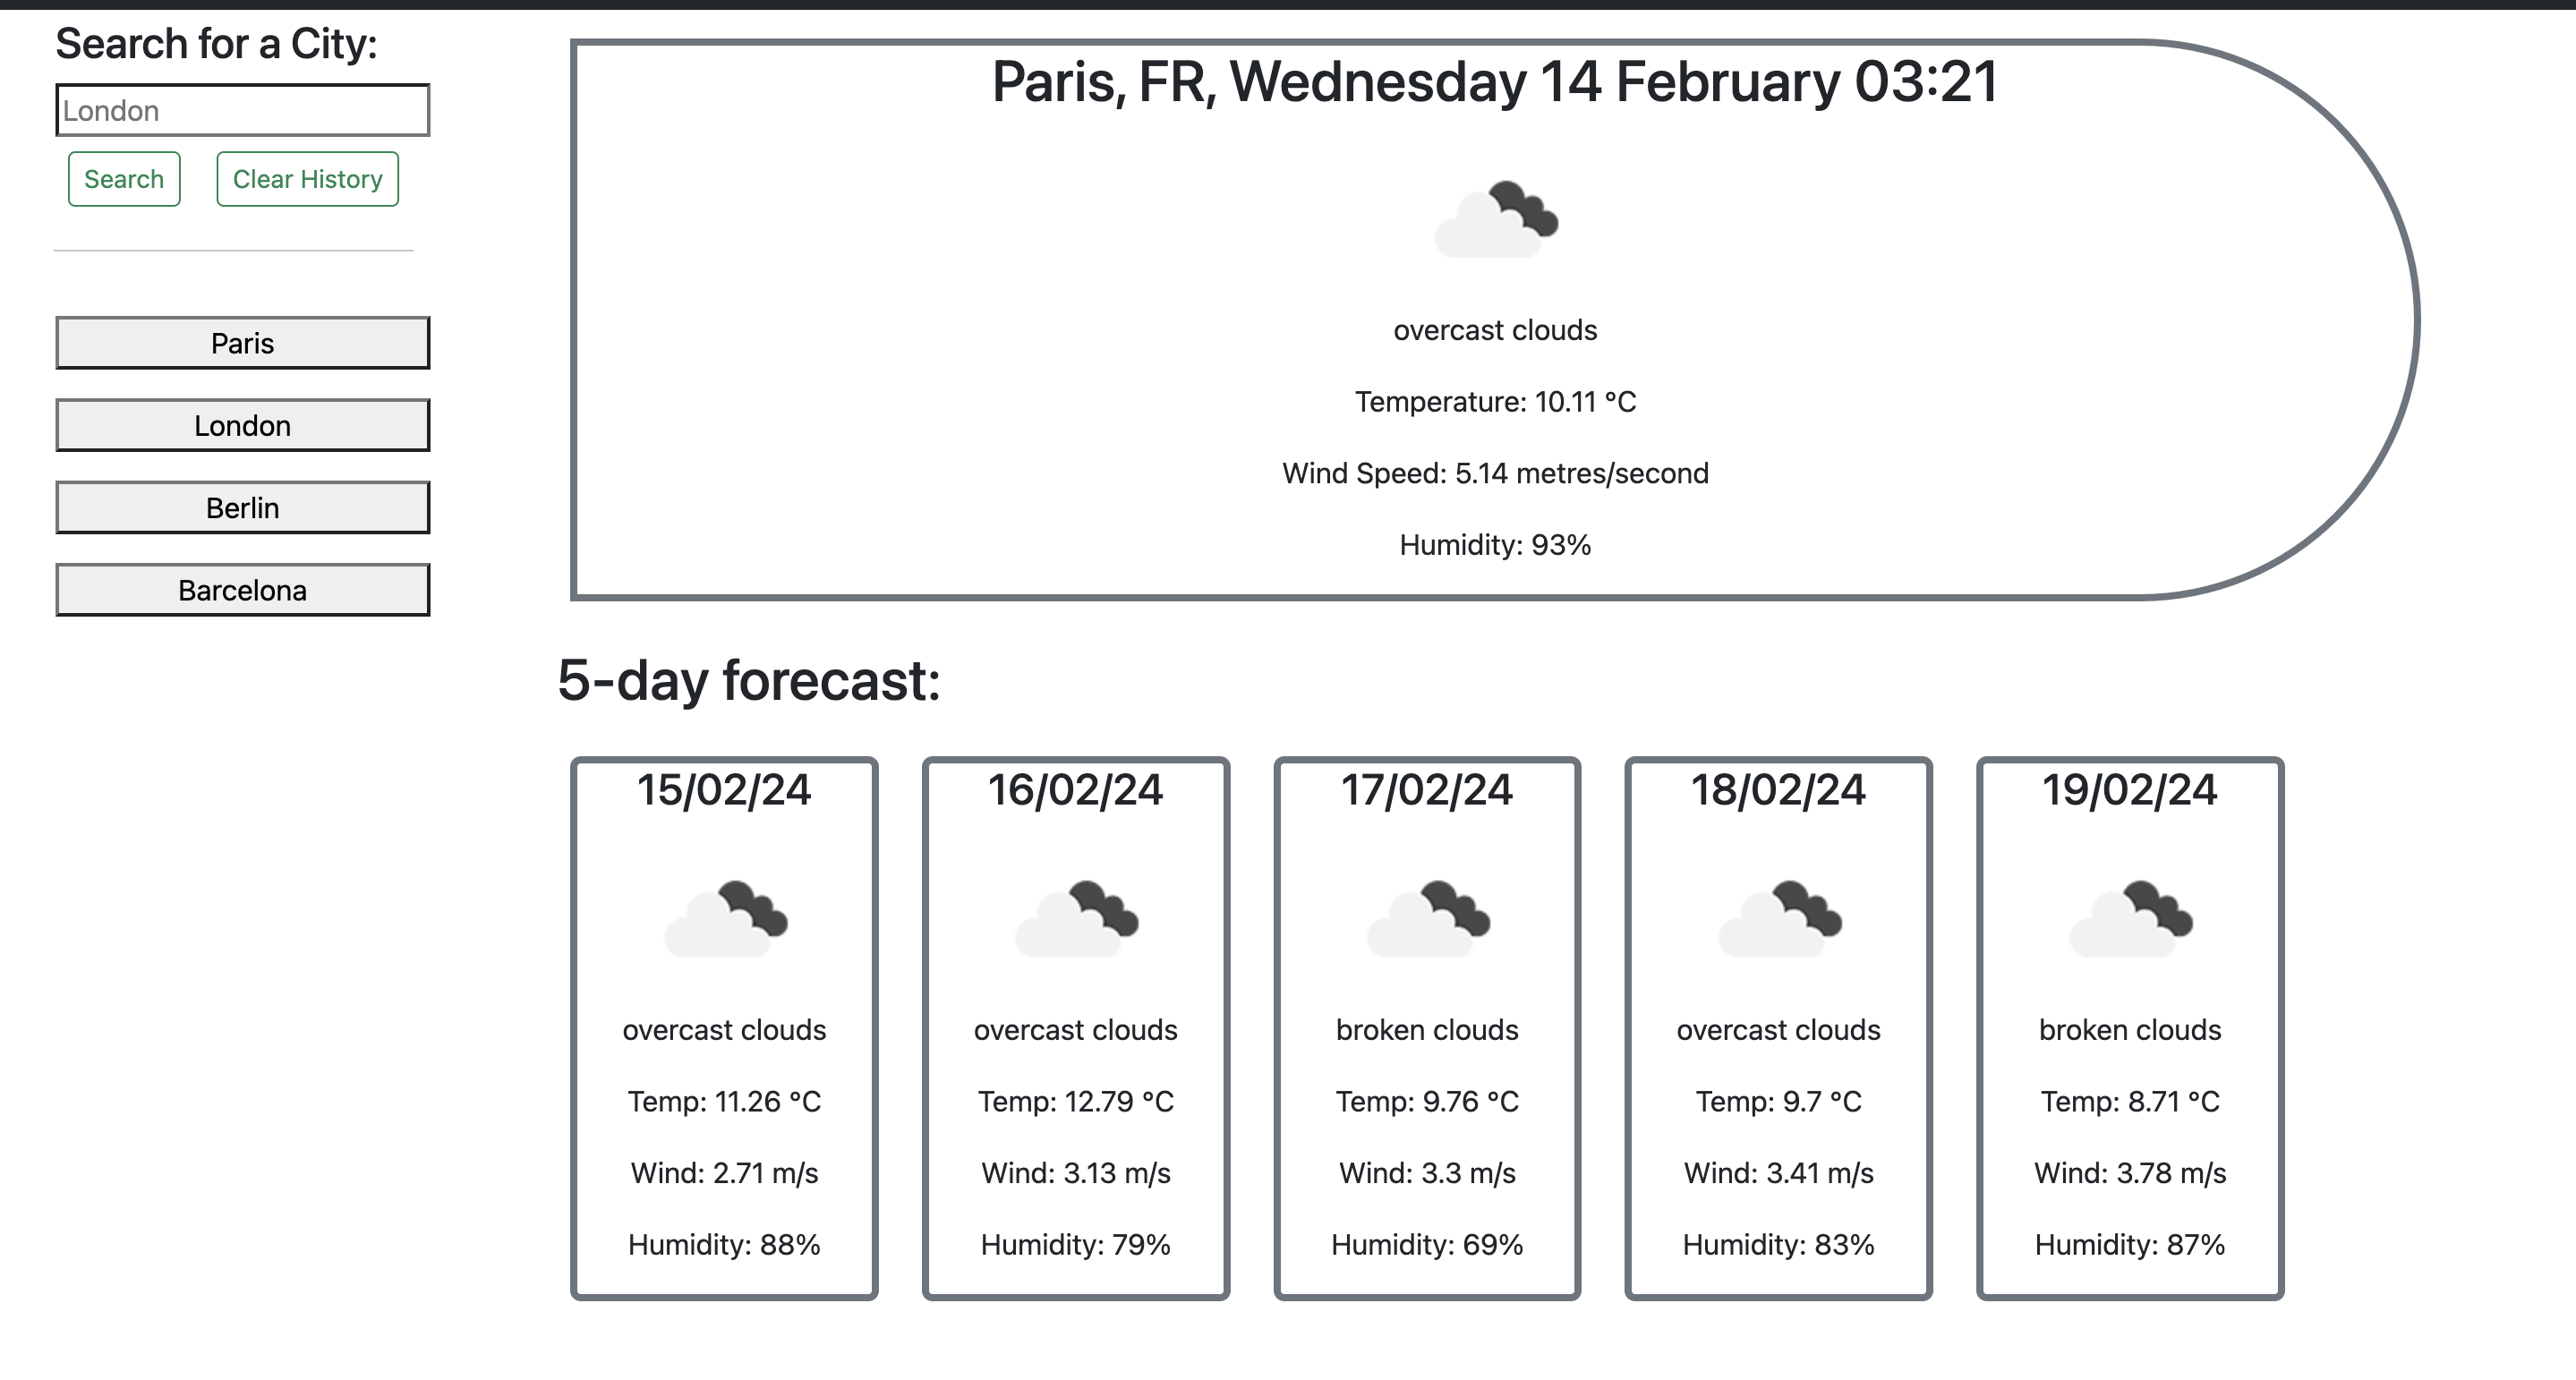 Search for a City:
London
Search
Clear History
Paris
London
Berlin
Barcelona
Paris, FR, Wednesday 14 February 03:21
overcast clouds
Temperature: 10.11 °C
Wind Speed: 5.14 metres/second
Humidity: 93%
5-day forecast:
15/02/24
overcast clouds
Temp: 11.26 °C
Wind: 2.71 m/s
Humidity: 88%
16/02/24
overcast clouds
Temp: 12.79 °C
Wind: 3.13 m/s
Humidity: 79%
17/02/24
broken clouds
Temp: 9.76 °C
Wind: 3.3 m/s
Humidity: 69%
18/02/24
overcast clouds
Temp: 9.7 °C
Wind: 3.41 m/s
Humidity: 83%
19/02/24
broken clouds
Temp: 8.71 °C
Wind: 3.78 m/s
Humidity: 87%